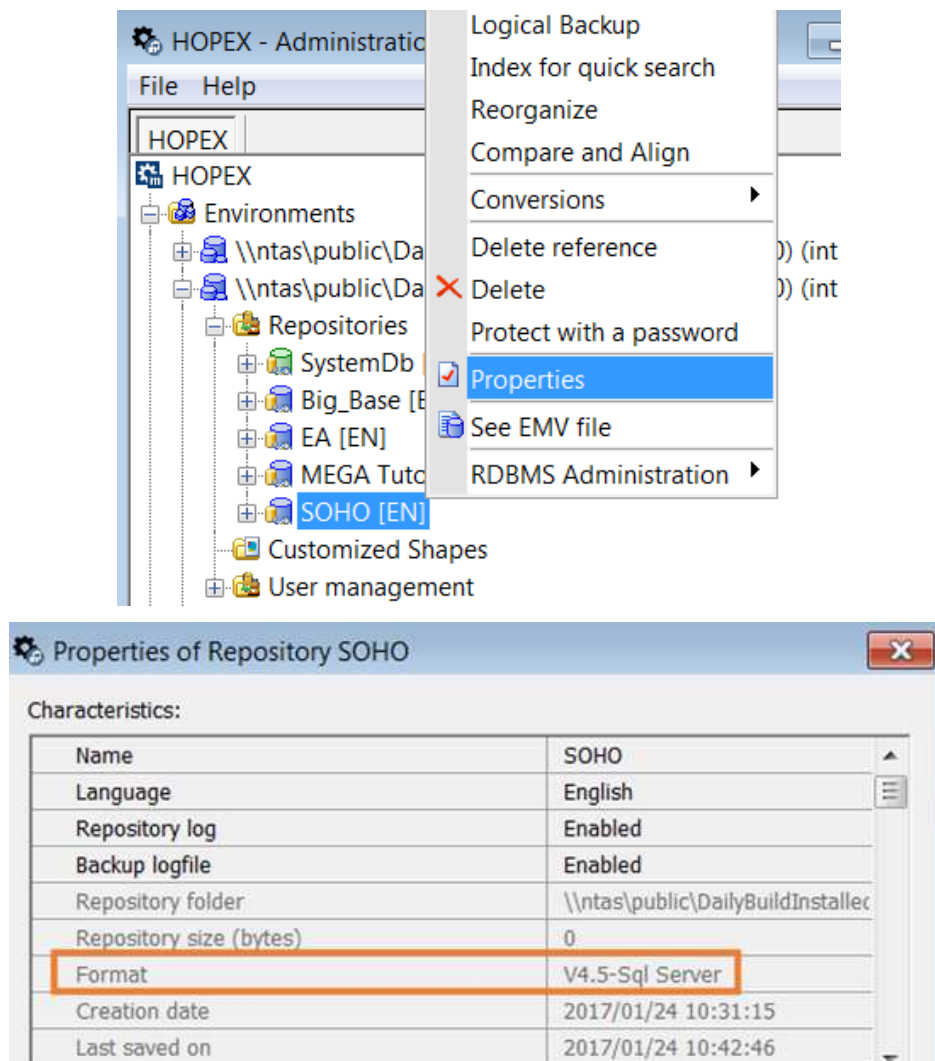 HOPEX - Administratio
File Help
HOPEX
HOPEX
Environments
\\ntas\public\Da 0) (int
\\ntas\public\Da 0) (int
Repositories
SystemDb [
Big_Base [E
EA [EN]
MEGA Tuto
SOHO [EN]
Customized Shapes
User management
Logical Backup
Index for quick search
Reorganize
Compare and Align
Conversions
Delete reference
Delete
Protect with a password
Properties
See EMV file
RDBMS Administration
Properties of Repository SOHO
Characteristics:
Name SOHO
Language English
Repository log Enabled
Backup logfile Enabled
Repository folder \\ntas\public\DailyBuildInstalled
Repository size (bytes) 0
Format V4.5-Sql Server
Creation date 2017/01/24 10:31:15
Last saved on 2017/01/24 10:42:46